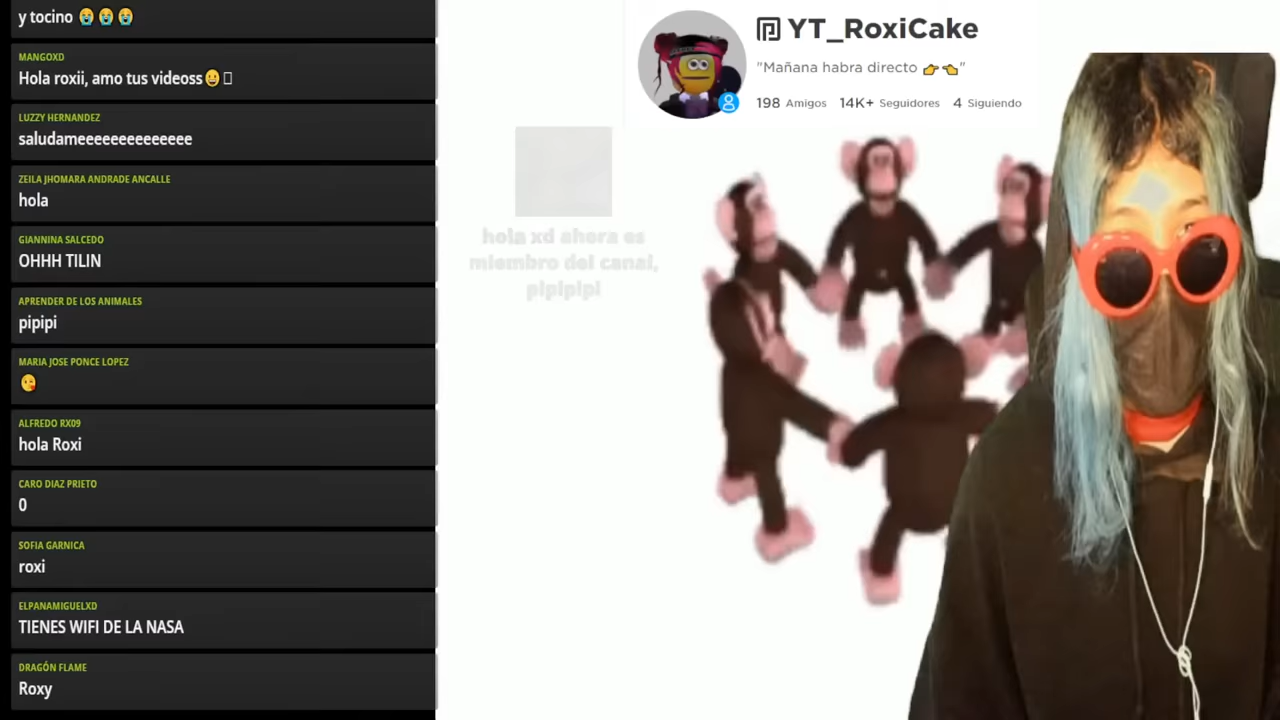 y tocino 😭😭😭
MANGOXD
Hola roxii, amo tus videoss😀
LUZZY HERNANDEZ
saludameeeeeeeeeeeeee
ZEILA JHOMARA ANDRADE ANCALLE
hola
GIANNINA SALCEDO
OHHH TILIN
APRENDER DE LOS ANIMALES
pipipi
MARIA JOSE PONCE LOPEZ
😘
ALFREDO RX09
hola Roxi
CARO DIAZ PRIETO
0
SOFIA GARNICA
roxi
ELPANAMIGUELXD
TIENES WIFI DE LA NASA
DRAGÓN FLAME
Roxy
hola xd ahora es
miembro del canal,
pipipipi
YT_RoxiCake
"Mañana habra directo 👉👈"
198 Amigos 14K+ Seguidores 4 Siguiendo